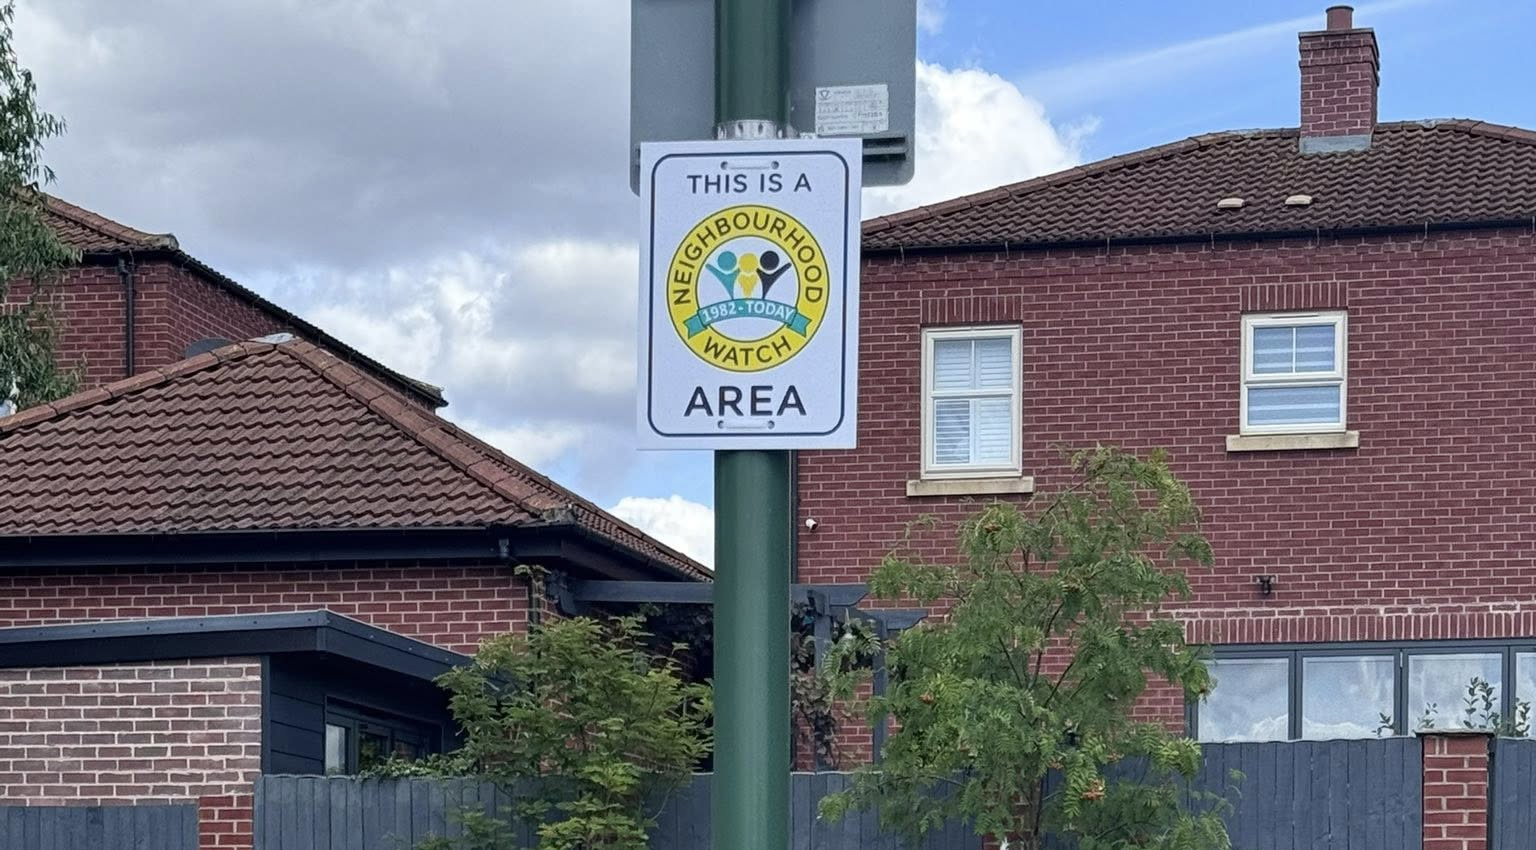 THIS IS A
NEIGHBOURHOOD
1982 - TODAY
WATCH
AREA